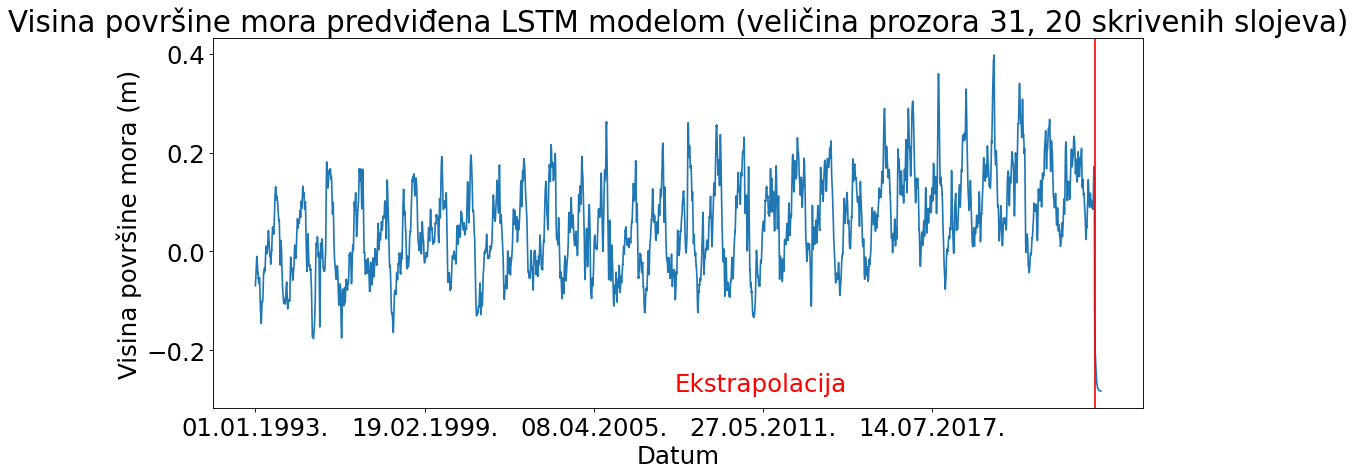 Visina površine mora predviđena LSTM modelom (veličina prozora 31, 20 skrivenih slojeva)
Visina površine mora (m)
0.4
0.2
0.0
−0.2
Ekstrapolacija
01.01.1993. 19.02.1999. 08.04.2005. 27.05.2011. 14.07.2017.
Datum